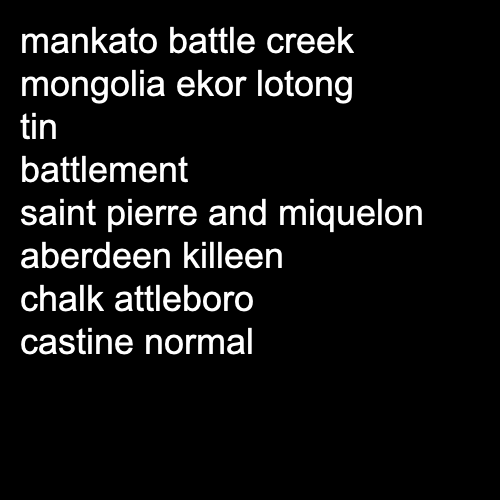 mankato battle creek
mongolia ekor lotong
tin
battlement
saint pierre and miquelon
aberdeen killeen
chalk attleboro
castine normal